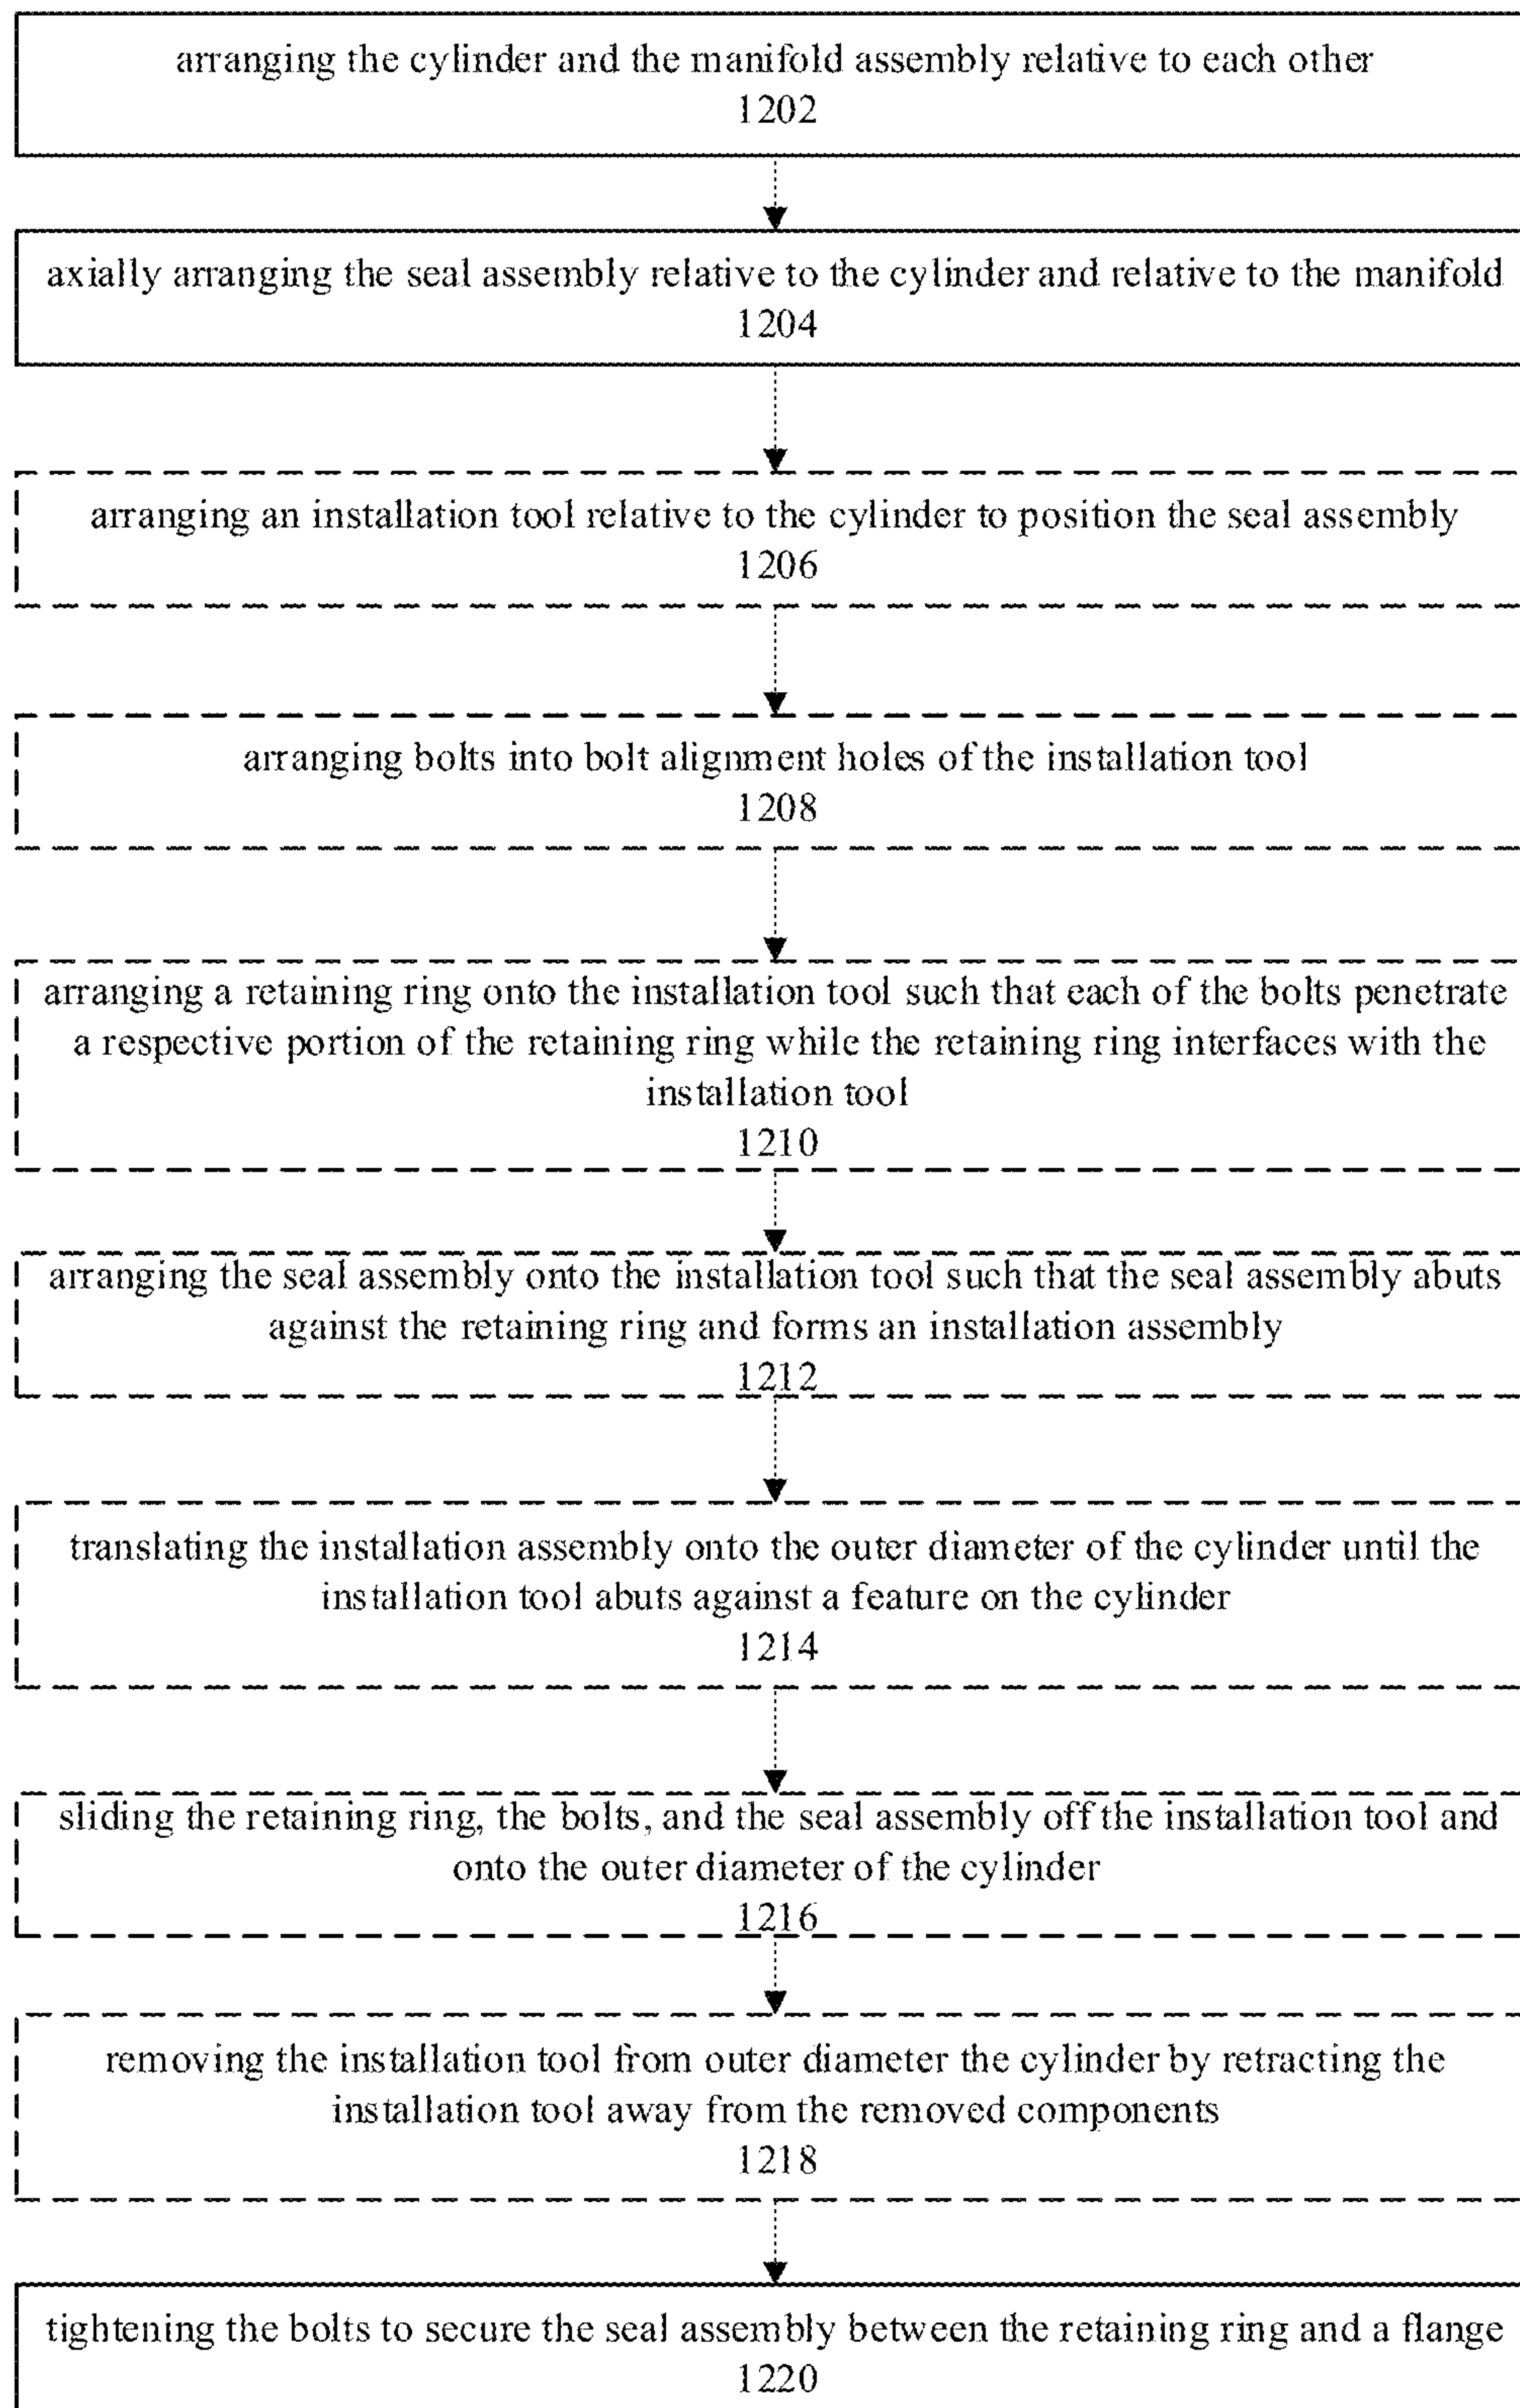 arranging the cylinder and the manifold assembly relative to each other
1202
axially arranging the seal assembly relative to the cylinder and relative to the manifold
1204
arranging an installation tool relative to the cylinder to position the seal assembly
1206
arranging bolts into bolt alignment holes of the installation tool
1208
arranging a retaining ring onto the installation tool such that each of the bolts penetrate
a respective portion of the retaining ring while the retaining ring interfaces with the
installation tool
1210
arranging the seal assembly onto the installation tool such that the seal assembly abuts
against the retaining ring and forms an installation assembly
1212
translating the installation assembly onto the outer diameter of the cylinder until the
installation tool abuts against a feature on the cylinder
1214
sliding the retaining ring, the bolts, and the seal assembly off the installation tool and
onto the outer diameter of the cylinder
1216
removing the installation tool from outer diameter the cylinder by retracting the
installation tool away from the removed components
1218
tightening the bolts to secure the seal assembly between the retaining ring and a flange
1220